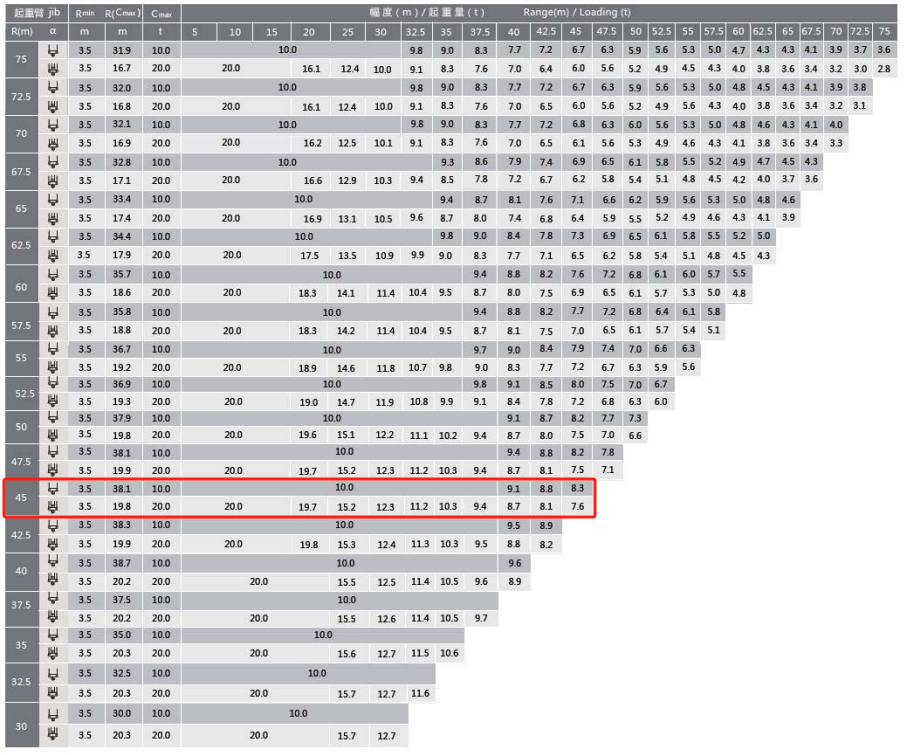 起重臂 jib Rmin R(Cmax) Cmax 幅度(m)/起重量(t) Range(m) / Loading (t)
R(m) α m m t 5 10 15 20 25 30 32.5 35 37.5 40 42.5 45 47.5 50 52.5 55 57.5 60 62.5 65 67.5 70 72.5 75
75 3.5 31.9 10.0 10.0 9.8 9.0 8.3 7.7 7.2 6.7 6.3 5.9 5.6 5.3 5.0 4.7 4.3 4.3 4.1 3.9 3.7 3.6
3.5 16.7 20.0 20.0 16.1 12.4 10.0 9.1 8.3 7.6 7.0 6.4 6.0 5.6 5.2 4.9 4.5 4.3 4.0 3.8 3.6 3.4 3.2 3.0 2.8
72.5 3.5 32.0 10.0 10.0 9.8 9.0 8.3 7.7 7.2 6.7 6.3 5.9 5.6 5.3 5.0 4.8 4.5 4.3 4.1 3.9 3.8
3.5 16.8 20.0 20.0 16.1 12.4 10.0 9.1 8.3 7.6 7.0 6.5 6.0 5.6 5.2 4.9 5.6 4.3 4.0 3.8 3.6 3.4 3.2 3.1
70 3.5 32.1 10.0 10.0 9.8 9.0 8.3 7.7 7.2 6.8 6.3 6.0 5.6 5.3 5.0 4.8 4.6 4.3 4.1 4.0
3.5 16.9 20.0 20.0 16.2 12.5 10.1 9.1 8.3 7.6 7.0 6.5 6.1 5.6 5.3 4.9 4.6 4.3 4.1 3.8 3.6 3.4 3.3
67.5 3.5 32.8 10.0 10.0 9.3 8.6 7.9 7.4 6.9 6.5 6.1 5.8 5.5 5.2 4.9 4.7 4.5 4.3
3.5 17.1 20.0 20.0 16.6 12.9 10.3 9.4 8.5 7.8 7.2 6.7 6.2 5.8 5.4 5.1 4.8 4.5 4.2 4.0 3.7 3.6
65 3.5 33.4 10.0 10.0 9.4 8.7 8.1 7.6 7.1 6.6 6.2 5.9 5.6 5.3 5.0 4.8 4.6
3.5 17.4 20.0 20.0 16.9 13.1 10.5 9.6 8.7 8.0 7.4 6.8 6.4 5.9 5.5 5.2 4.9 4.6 4.3 4.1 3.9
62.5 3.5 34.4 10.0 10.0 9.8 9.0 8.4 7.8 7.3 6.9 6.5 6.1 5.8 5.5 5.2 5.0
3.5 17.9 20.0 20.0 17.5 13.5 10.9 9.9 9.0 8.3 7.7 7.1 6.5 6.2 5.8 5.4 5.1 4.8 4.5 4.3
60 3.5 35.7 10.0 10.0 9.4 8.8 8.2 7.6 7.2 6.8 6.1 6.0 5.7 5.5
3.5 18.6 20.0 20.0 18.3 14.1 11.4 10.4 9.5 8.7 8.0 7.5 6.9 6.5 6.1 5.7 5.3 5.0 4.8
57.5 3.5 35.8 10.0 10.0 9.4 8.8 8.2 7.7 7.2 6.8 6.4 6.1 5.8
3.5 18.8 20.0 20.0 18.3 14.2 11.4 10.4 9.5 8.7 8.1 7.5 7.0 6.5 6.1 5.7 5.4 5.1
55 3.5 36.7 10.0 10.0 9.7 9.0 8.4 7.9 7.4 7.0 6.6 6.3
3.5 19.2 20.0 20.0 18.9 14.6 11.8 10.7 9.8 9.0 8.3 7.7 7.2 6.7 6.3 5.9 5.6
52.5 3.5 36.9 10.0 10.0 9.8 9.1 8.5 8.0 7.5 7.0 6.7
3.5 19.3 20.0 20.0 19.0 14.7 11.9 10.8 9.9 9.1 8.4 7.8 7.2 6.8 6.3 6.0
50 3.5 37.9 10.0 10.0 9.1 8.7 8.2 7.7 7.3
3.5 19.8 20.0 20.0 19.6 15.1 12.2 11.1 10.2 9.4 8.7 8.0 7.5 7.0 6.6
47.5 3.5 38.1 10.0 10.0 9.4 8.8 8.2 7.8
3.5 19.9 20.0 20.0 19.7 15.2 12.3 11.2 10.3 9.4 8.7 8.1 7.5 7.1
45 3.5 38.1 10.0 10.0 9.1 8.8 8.3
3.5 19.8 20.0 20.0 19.7 15.2 12.3 11.2 10.3 9.4 8.7 8.1 7.6
42.5 3.5 38.3 10.0 10.0 9.5 8.9
3.5 19.9 20.0 20.0 19.8 15.3 12.4 11.3 10.3 9.5 8.8 8.2
40 3.5 38.7 10.0 10.0 9.6
3.5 20.2 20.0 20.0 15.5 12.5 11.4 10.5 9.6 8.9
37.5 3.5 37.5 10.0 10.0
3.5 20.2 20.0 20.0 15.5 12.6 11.4 10.5 9.7
35 3.5 35.0 10.0 10.0
3.5 20.3 20.0 20.0 15.6 12.7 11.5 10.6
32.5 3.5 32.5 10.0 10.0
3.5 20.3 20.0 20.0 15.7 12.7 11.6
30 3.5 30.0 10.0 10.0
3.5 20.3 20.0 20.0 15.7 12.7